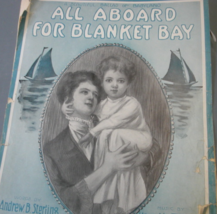 ALL ABOARD
FOR BLANKET BAY
Andrew B. Sterling